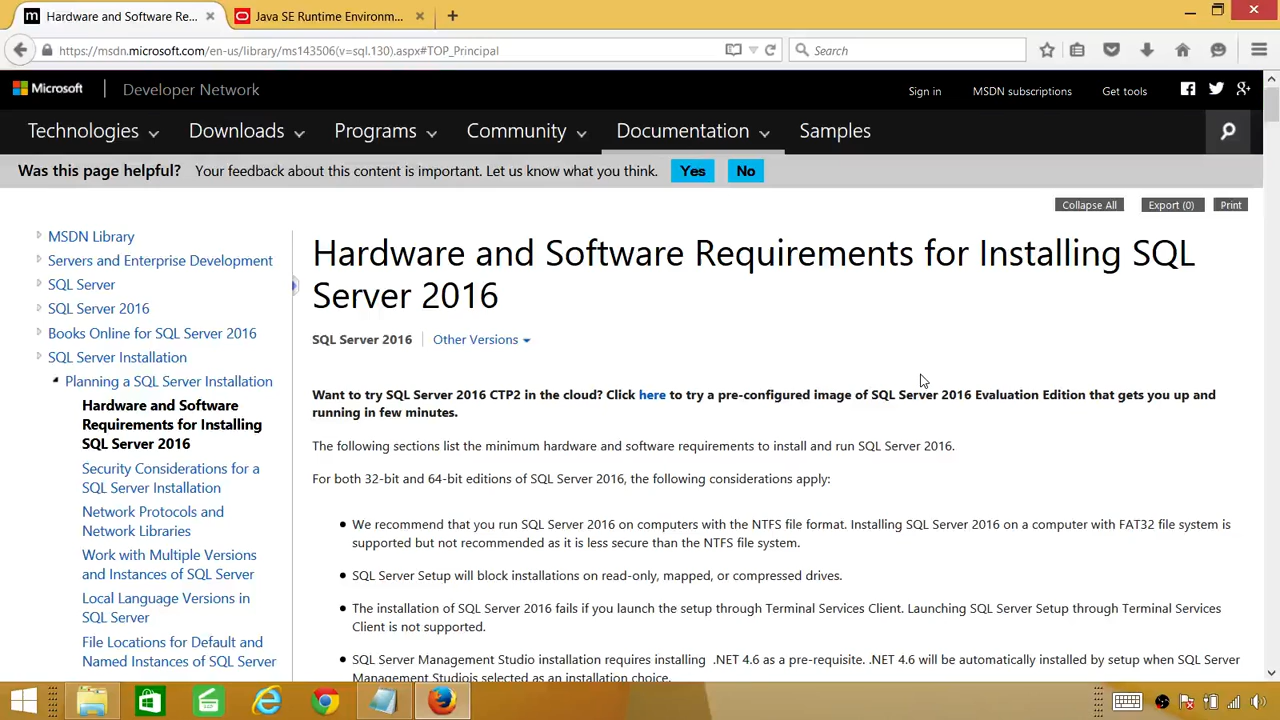 Hardware and Software Re...
Java SE Runtime Environm...
https://msdn.microsoft.com/en-us/library/ms143506(v=sql.130).aspx#TOP_Principal
Search
Microsoft
Developer Network
Sign in
MSDN subscriptions
Get tools
Technologies
Downloads
Programs
Community
Documentation
Samples
Was this page helpful?
Your feedback about this content is important. Let us know what you think.
Yes
No
Collapse All
Export (0)
Print
MSDN Library
Servers and Enterprise Development
SQL Server
SQL Server 2016
Books Online for SQL Server 2016
SQL Server Installation
Planning a SQL Server Installation
Hardware and Software
Requirements for Installing
SQL Server 2016
Security Considerations for a
SQL Server Installation
Network Protocols and
Network Libraries
Work with Multiple Versions
and Instances of SQL Server
Local Language Versions in
SQL Server
File Locations for Default and
Named Instances of SQL Server
Hardware and Software Requirements for Installing SQL
Server 2016
SQL Server 2016
Other Versions
Want to try SQL Server 2016 CTP2 in the cloud? Click here to try a pre-configured image of SQL Server 2016 Evaluation Edition that gets you up and
running in few minutes.
The following sections list the minimum hardware and software requirements to install and run SQL Server 2016.
For both 32-bit and 64-bit editions of SQL Server 2016, the following considerations apply:
We recommend that you run SQL Server 2016 on computers with the NTFS file format. Installing SQL Server 2016 on a computer with FAT32 file system is
supported but not recommended as it is less secure than the NTFS file system.
SQL Server Setup will block installations on read-only, mapped, or compressed drives.
The installation of SQL Server 2016 fails if you launch the setup through Terminal Services Client. Launching SQL Server Setup through Terminal Services
Client is not supported.
SQL Server Management Studio installation requires installing .NET 4.6 as a pre-requisite. .NET 4.6 will be automatically installed by setup when SQL Server
Management Studiois selected as an installation choice.